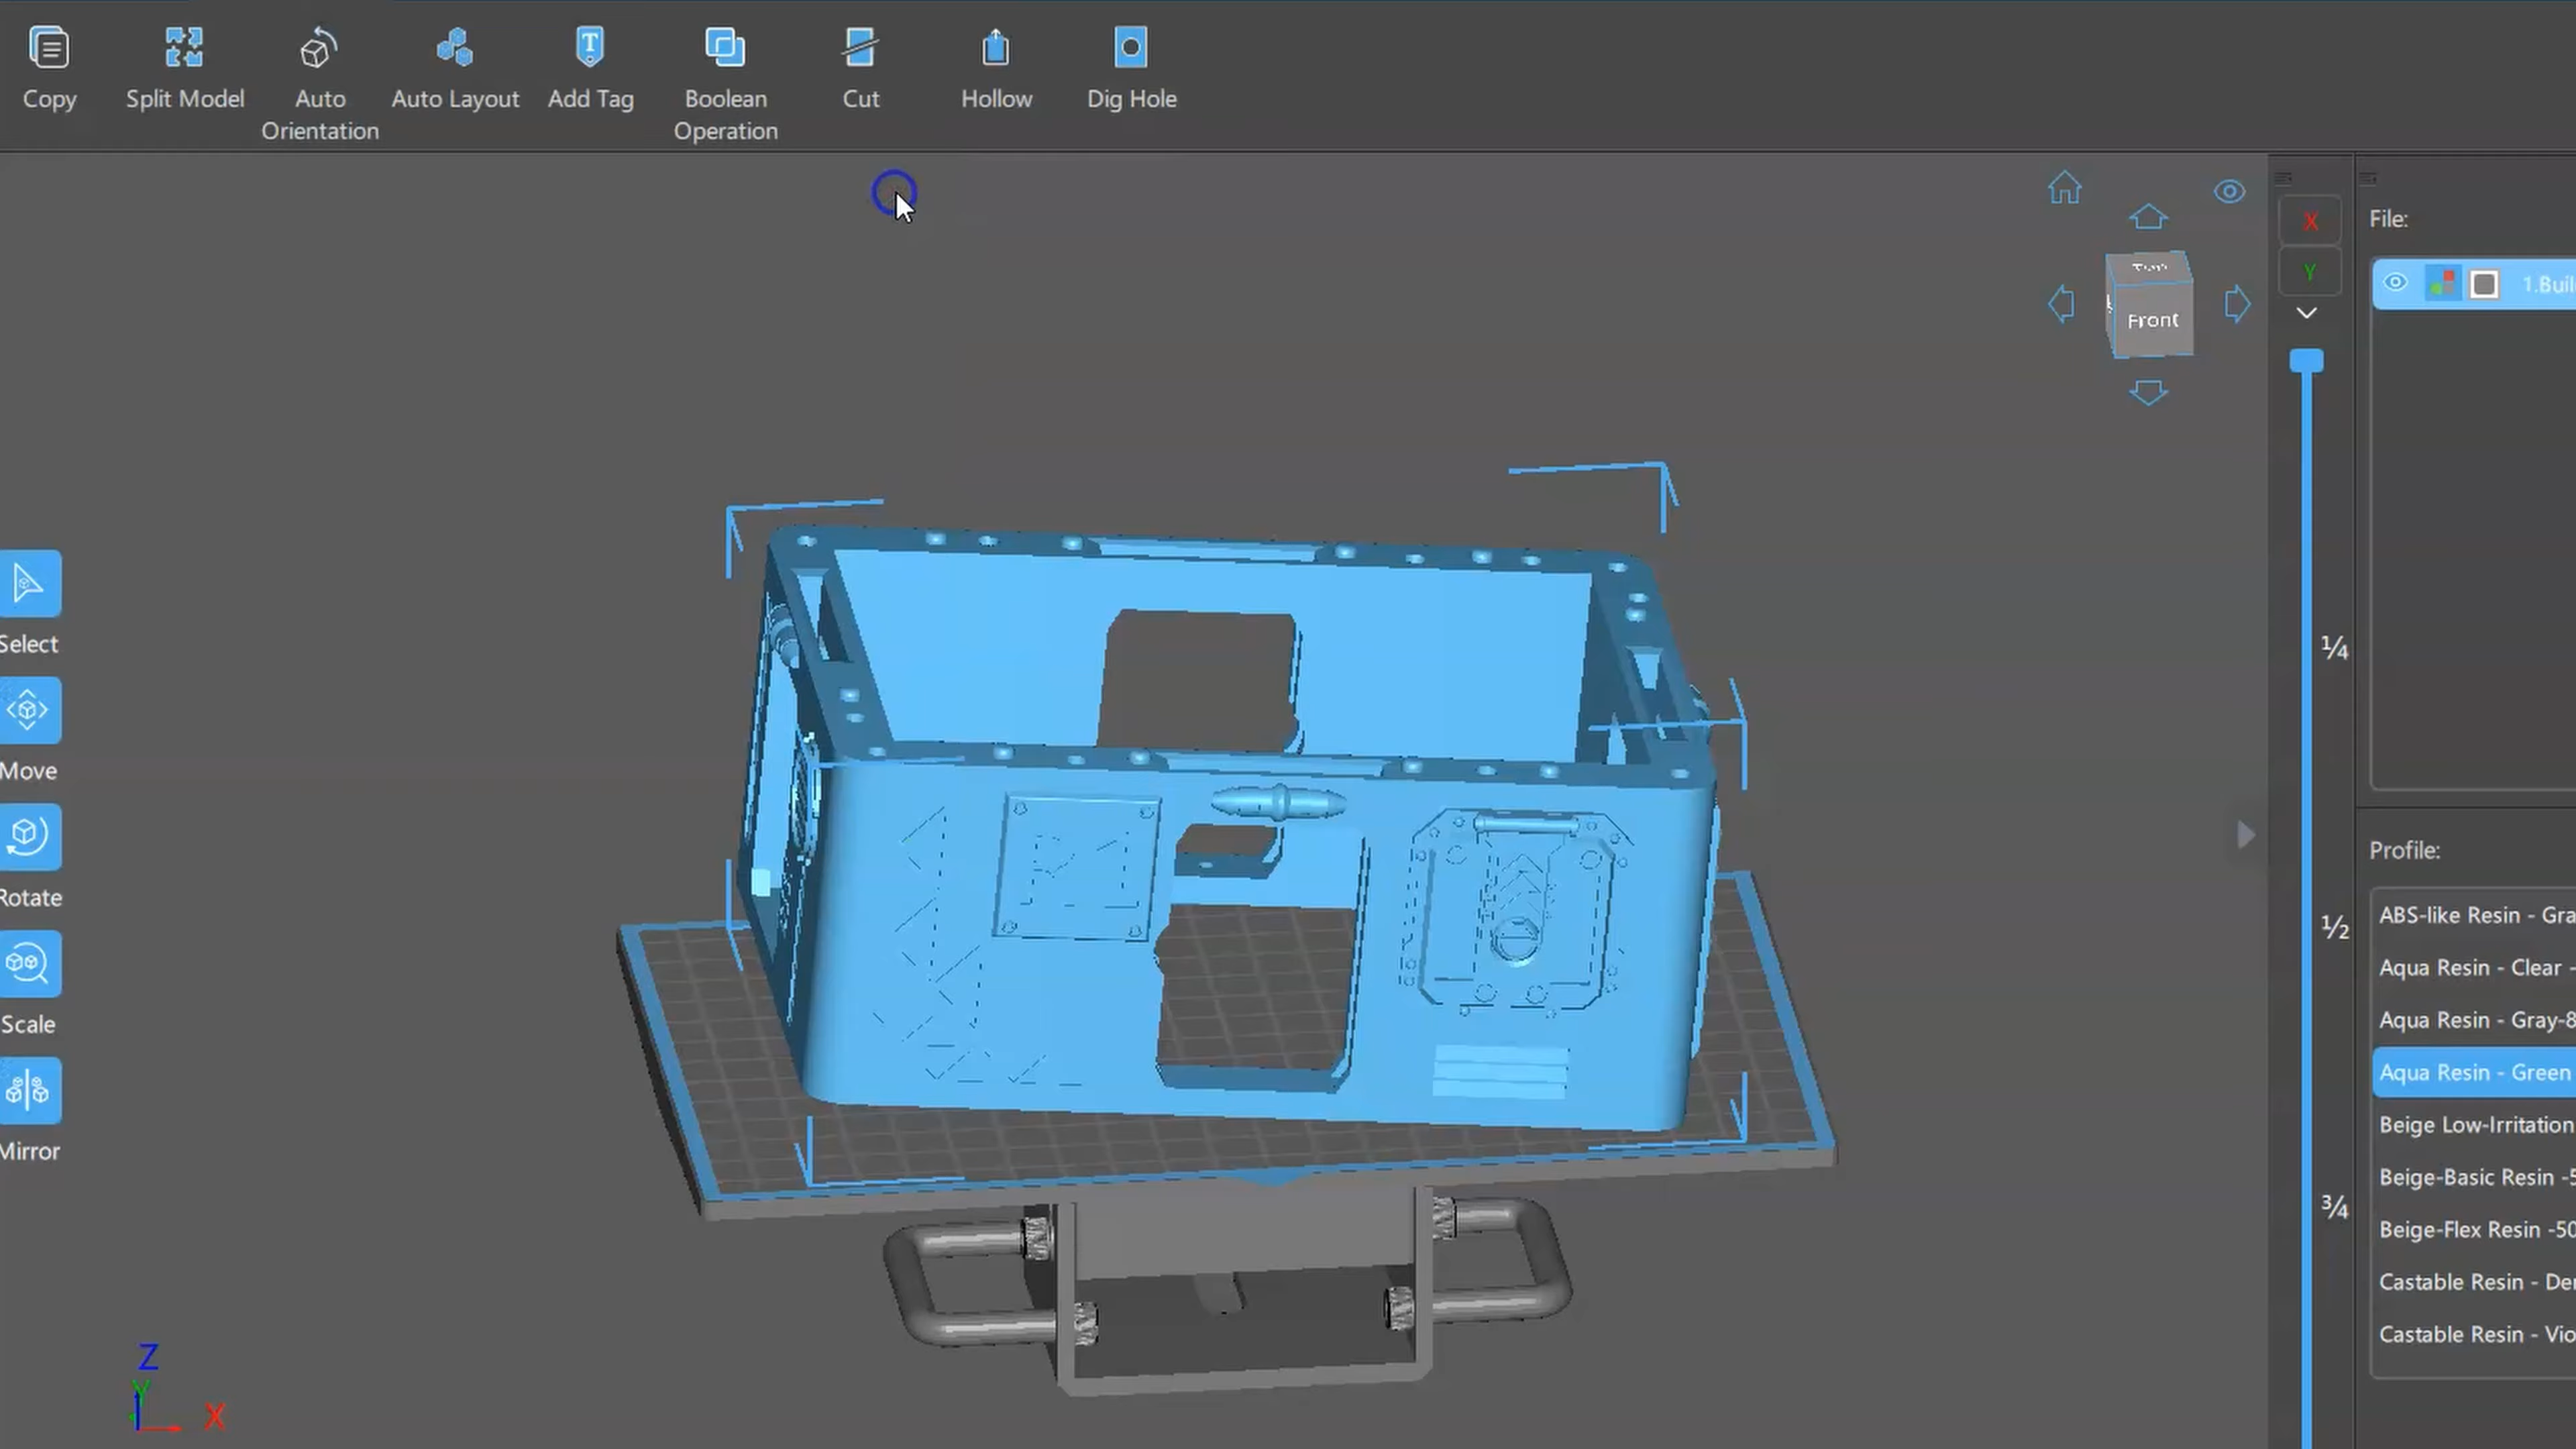 Copy
Split Model
Auto
Orientation
Auto Layout
Add Tag
Boolean
Operation
Cut
Hollow
Dig Hole
Front
X
Y
File:
1.Buil
Select
Move
Rotate
Scale
Mirror
¼
½
¾
Profile:
ABS-like Resin - Gra
Aqua Resin - Clear -
Aqua Resin - Gray-8
Aqua Resin - Green
Beige Low-Irritation
Beige-Basic Resin -5
Beige-Flex Resin -50
Castable Resin - De
Castable Resin - Vio
Z
Y
X